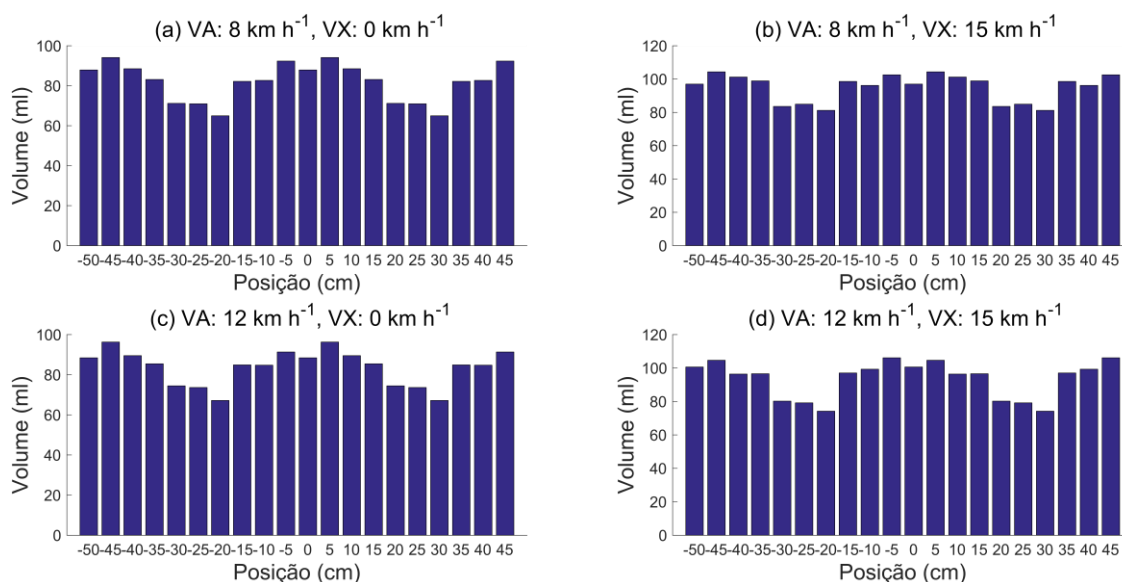 (a) VA: 8 km h⁻¹, VX: 0 km h⁻¹
100
80
60
40
20
0
Volume (ml)
-50 -45 -40 -35 -30 -25 -20 -15 -10 -5 0 5 10 15 20 25 30 35 40 45
Posição (cm)
(b) VA: 8 km h⁻¹, VX: 15 km h⁻¹
120
100
80
60
40
20
0
Volume (ml)
-50 -45 -40 -35 -30 -25 -20 -15 -10 -5 0 5 10 15 20 25 30 35 40 45
Posição (cm)
(c) VA: 12 km h⁻¹, VX: 0 km h⁻¹
100
80
60
40
20
0
Volume (ml)
-50 -45 -40 -35 -30 -25 -20 -15 -10 -5 0 5 10 15 20 25 30 35 40 45
Posição (cm)
(d) VA: 12 km h⁻¹, VX: 15 km h⁻¹
120
100
80
60
40
20
0
Volume (ml)
-50 -45 -40 -35 -30 -25 -20 -15 -10 -5 0 5 10 15 20 25 30 35 40 45
Posição (cm)